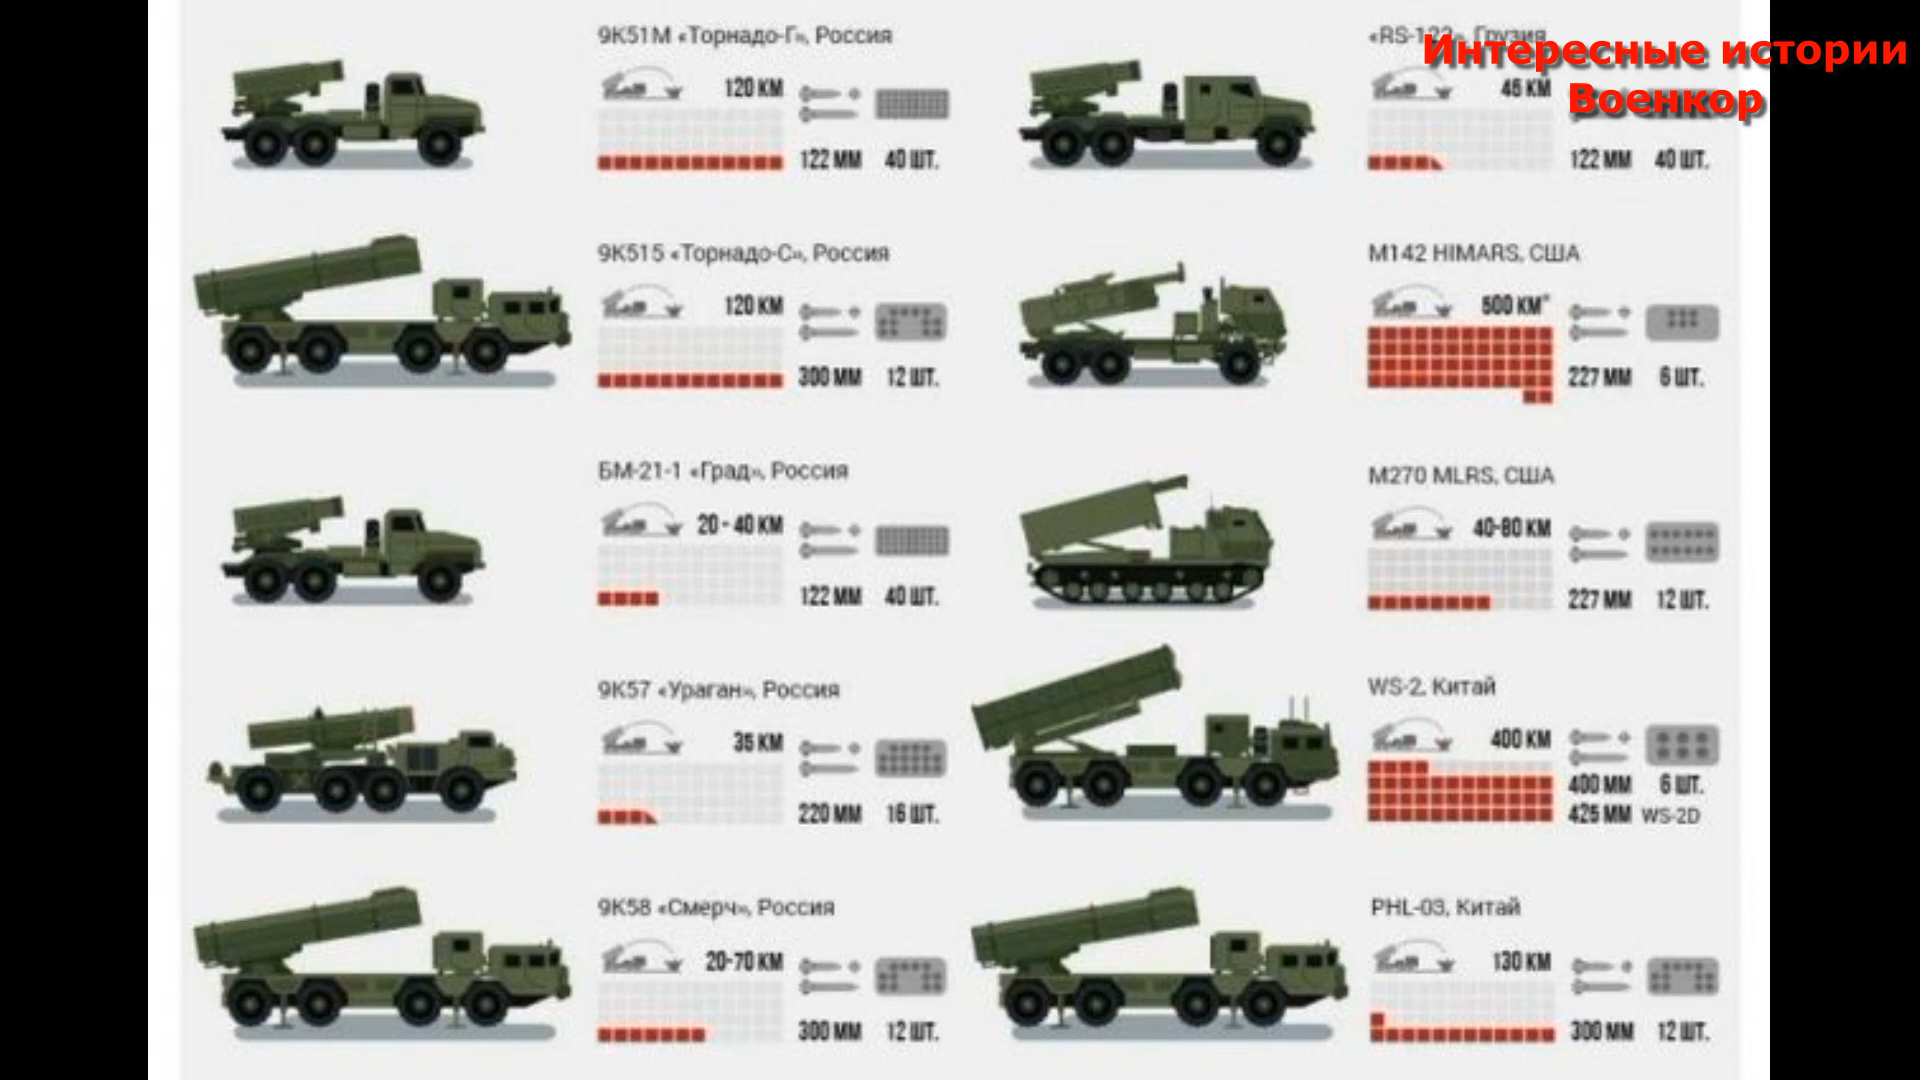 9К51М «Торнадо-Г», Россия
120 КМ
122 ММ 40 ШТ.
«RS-122», Грузия
Интересные истории
Военкор
46 КМ
122 ММ 40 ШТ.
9К515 «Торнадо-С», Россия
120 КМ
300 ММ 12 ШТ.
M142 HIMARS, США
500 КМ*
227 ММ 6 ШТ.
БМ-21-1 «Град», Россия
20 - 40 КМ
122 ММ 40 ШТ.
M270 MLRS, США
40-80 КМ
227 ММ 12 ШТ.
9К57 «Ураган», Россия
35 КМ
220 ММ 16 ШТ.
WS-2, Китай
400 КМ
400 ММ 6 ШТ.
425 ММ WS-2D
9К58 «Смерч», Россия
20-70 КМ
300 ММ 12 ШТ.
PHL-03, Китай
130 КМ
300 ММ 12 ШТ.